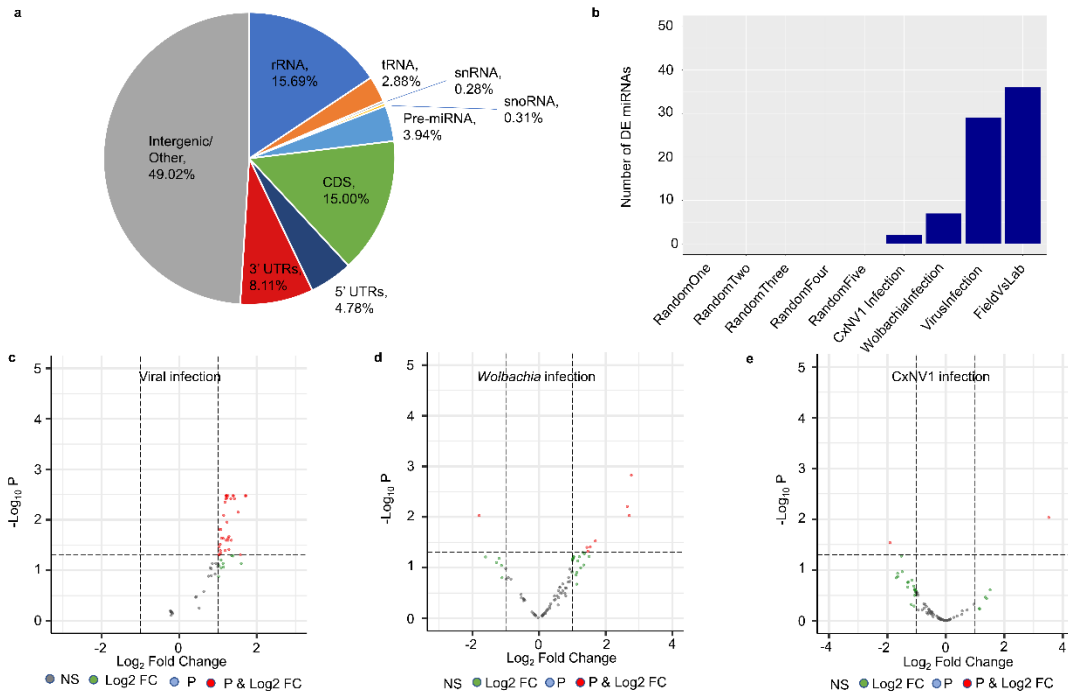 a
rRNA,
15.69%
tRNA,
2.88%
snRNA,
0.28%
snoRNA,
0.31%
Pre-miRNA,
3.94%
CDS,
15.00%
5' UTRs,
4.78%
3' UTRs,
8.11%
Intergenic/
Other,
49.02%
b
Number of DE miRNAs
50
40
30
20
10
0
RandomOne
RandomTwo
RandomThree
RandomFour
RandomFive
CxNV1 Infection
WolbachiaInfection
VirusInfection
FieldVsLab
c
Viral infection
-Log10 P
5
4
3
2
1
0
-2 0 2
Log2 Fold Change
NS Log2 FC P P & Log2 FC
d
Wolbachia infection
-Log10 P
5
4
3
2
1
0
-2 0 2 4
Log2 Fold Change
NS Log2 FC P P & Log2 FC
e
CxNV1 infection
-Log10 P
5
4
3
2
1
0
-2 0 2 4
Log2 Fold Change
NS Log2 FC P P & Log2 FC